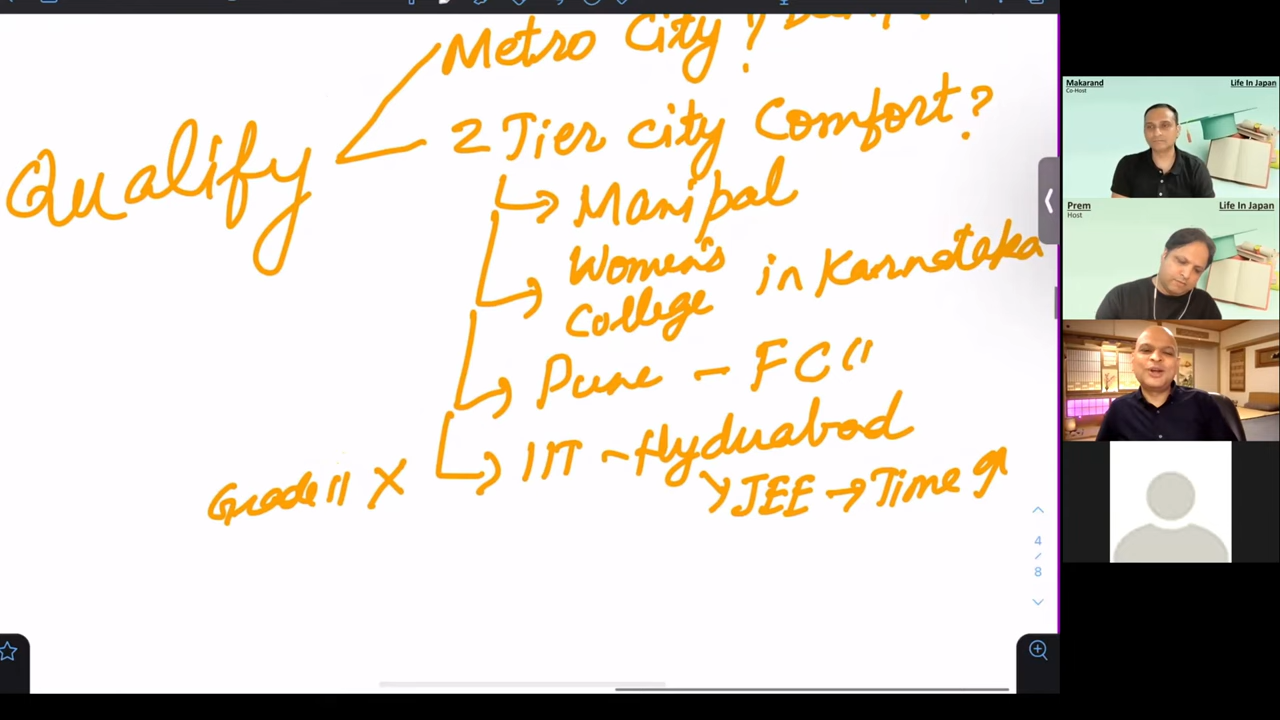 Metro City ?
Qualify
2 Tier city Comfort?
Manipal
Women's College in Karnataka
Pune - FC "
IIT - Hyderabad
Grade 11 X
JEE → Time
4
/
8
Makarand
Co-Host
Life In Japan
Prem
Host
Life In Japan